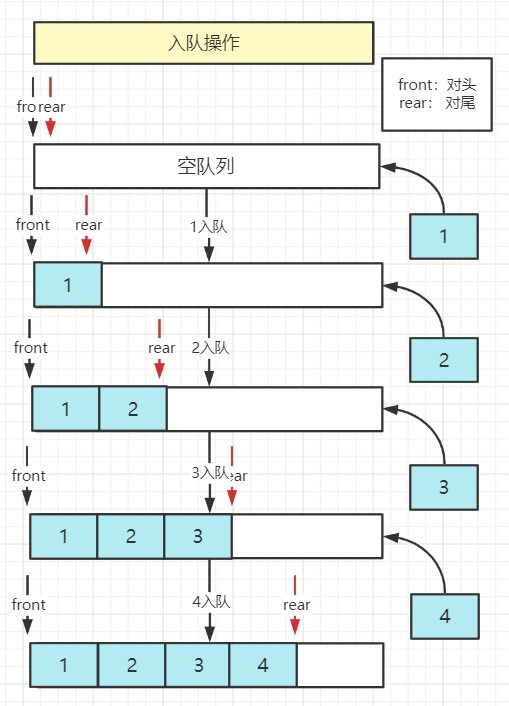 入队操作
front：对头
rear： 对尾
fro
rear
空队列
front
rear
1入队
1
1
front
rear
2入队
2
1 2
front
3入队
ear
3
1 2 3
front
4入队
rear
4
1 2 3 4